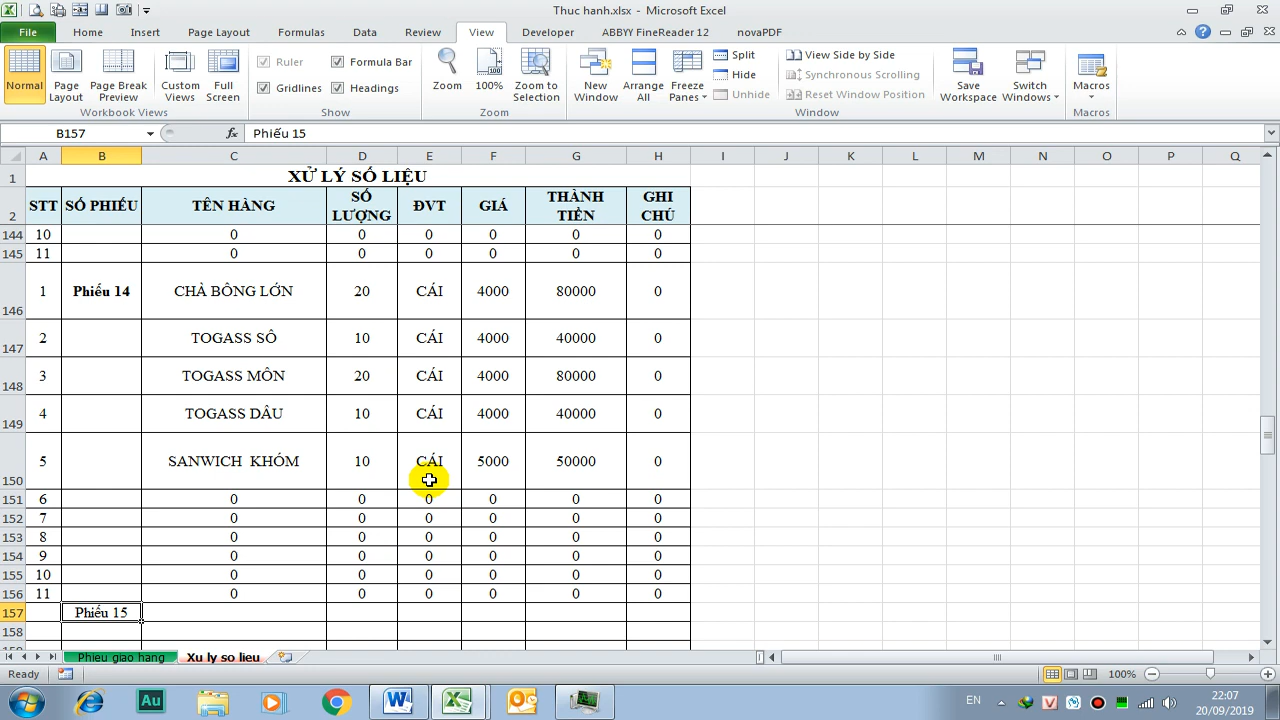 Thuc hanh.xlsx - Microsoft Excel
File Home Insert Page Layout Formulas Data Review View Developer ABBYY FineReader 12 novaPDF
Normal Page Layout Page Break Preview Custom Views Full Screen
Workbook Views
Ruler Formula Bar
Gridlines Headings
Show
Zoom 100% Zoom to Selection
Zoom
New Window Arrange All Freeze Panes
Split
Hide
Unhide
View Side by Side
Synchronous Scrolling
Reset Window Position
Save Workspace Switch Windows
Window
Macros
Macros
B157 fx Phiếu 15
A B C D E F G H I J K L M N O P Q
1 XỬ LÝ SỐ LIỆU
2 STT SỐ PHIẾU TÊN HÀNG SỐ LƯỢNG ĐVT GIÁ THÀNH TIỀN GHI CHÚ
144 10 0 0 0 0 0 0
145 11 0 0 0 0 0 0
146 1 Phiếu 14 CHÀ BÔNG LỚN 20 CÁI 4000 80000 0
147 2 TOGASS SÔ 10 CÁI 4000 40000 0
148 3 TOGASS MÔN 20 CÁI 4000 80000 0
149 4 TOGASS DÂU 10 CÁI 4000 40000 0
150 5 SANWICH KHÓM 10 CÁI 5000 50000 0
151 6 0 0 0 0 0 0
152 7 0 0 0 0 0 0
153 8 0 0 0 0 0 0
154 9 0 0 0 0 0 0
155 10 0 0 0 0 0 0
156 11 0 0 0 0 0 0
157 Phiếu 15
158
Phieu giao hang Xu ly so lieu
Ready 100%
EN 22:07
20/09/2019